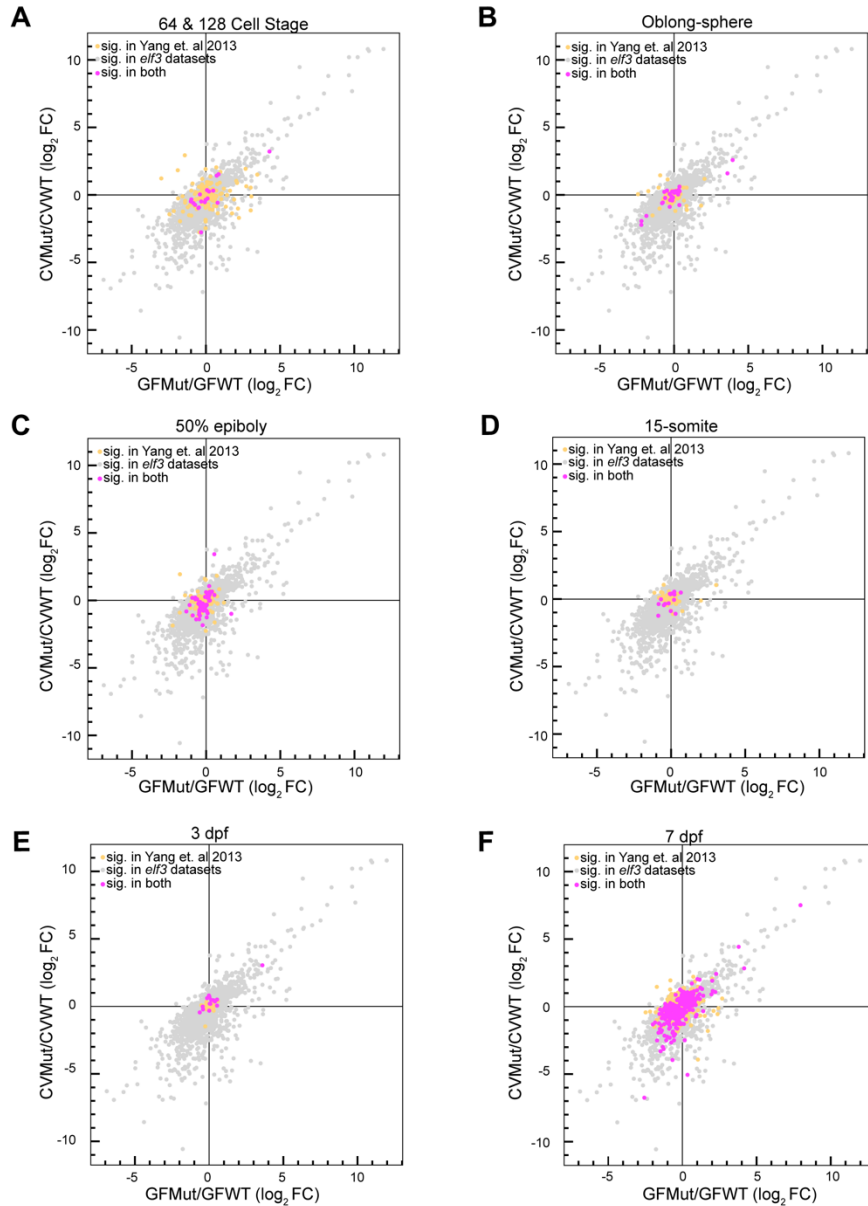 A
64 & 128 Cell Stage
sig. in Yang et. al 2013
sig. in elf3 datasets
sig. in both
10
5
0
-5
-10
CVMut/CVWT (log2 FC)
-5
0
5
10
GFMut/GFWT (log2 FC)
B
Oblong-sphere
sig. in Yang et. al 2013
sig. in elf3 datasets
sig. in both
10
5
0
-5
-10
CVMut/CVWT (log2 FC)
-5
0
5
10
GFMut/GFWT (log2 FC)
C
50% epiboly
sig. in Yang et. al 2013
sig. in elf3 datasets
sig. in both
10
5
0
-5
-10
CVMut/CVWT (log2 FC)
-5
0
5
10
GFMut/GFWT (log2 FC)
D
15-somite
sig. in Yang et. al 2013
sig. in elf3 datasets
sig. in both
10
5
0
-5
-10
CVMut/CVWT (log2 FC)
-5
0
5
10
GFMut/GFWT (log2 FC)
E
3 dpf
sig. in Yang et. al 2013
sig. in elf3 datasets
sig. in both
10
5
0
-5
-10
CVMut/CVWT (log2 FC)
-5
0
5
10
GFMut/GFWT (log2 FC)
F
7 dpf
sig. in Yang et. al 2013
sig. in elf3 datasets
sig. in both
10
5
0
-5
-10
CVMut/CVWT (log2 FC)
-5
0
5
10
GFMut/GFWT (log2 FC)